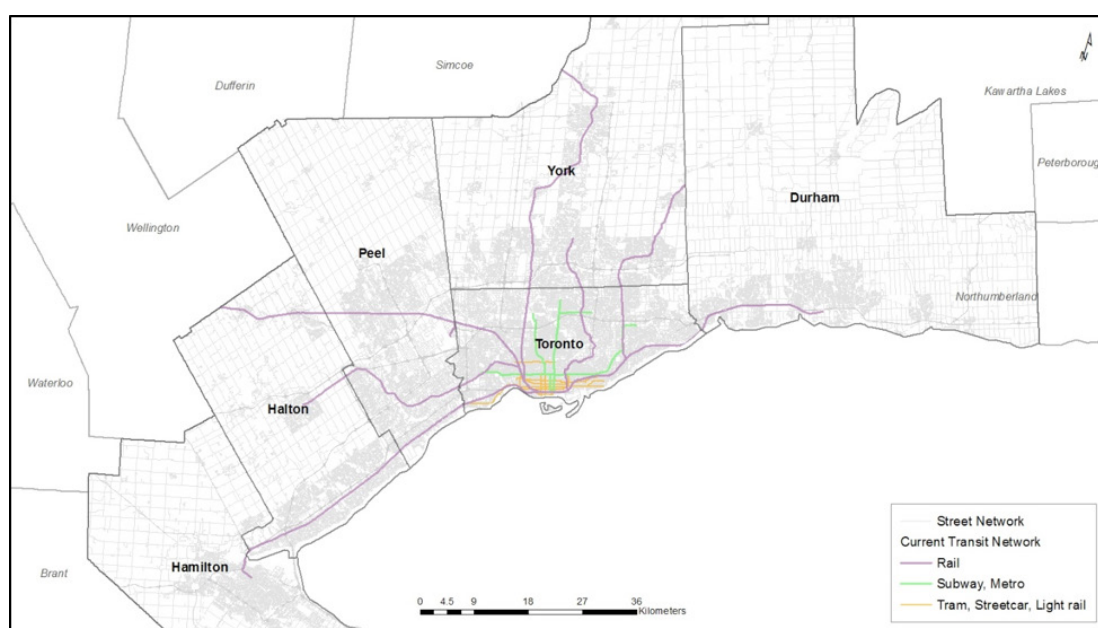 N
Simcoe
Dufferin
Kawartha Lakes
Peterboroug
York
Durham
Wellington
Peel
Northumberland
Toronto
Waterloo
Halton
Hamilton
Brant
Street Network
Current Transit Network
Rail
Subway, Metro
Tram, Streetcar, Light rail
0 4.5 9 18 27 36
Kilometers